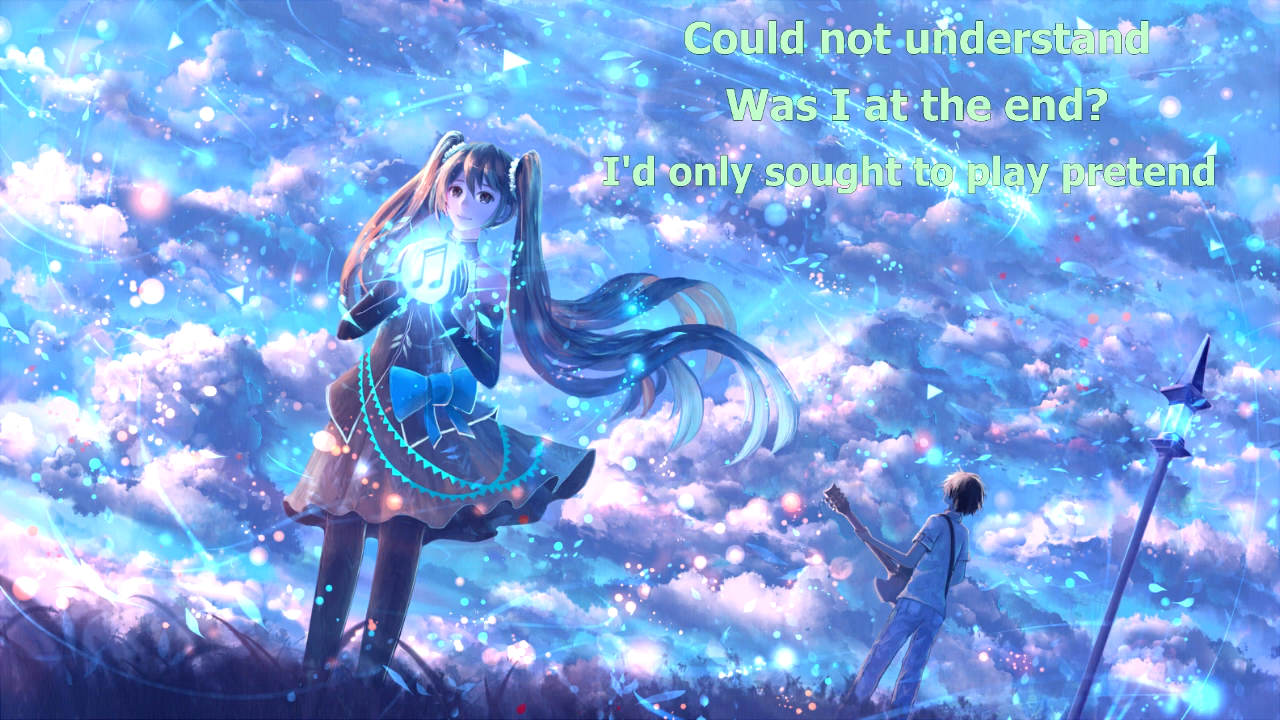 Could not understand
Was I at the end?
I'd only sought to play pretend